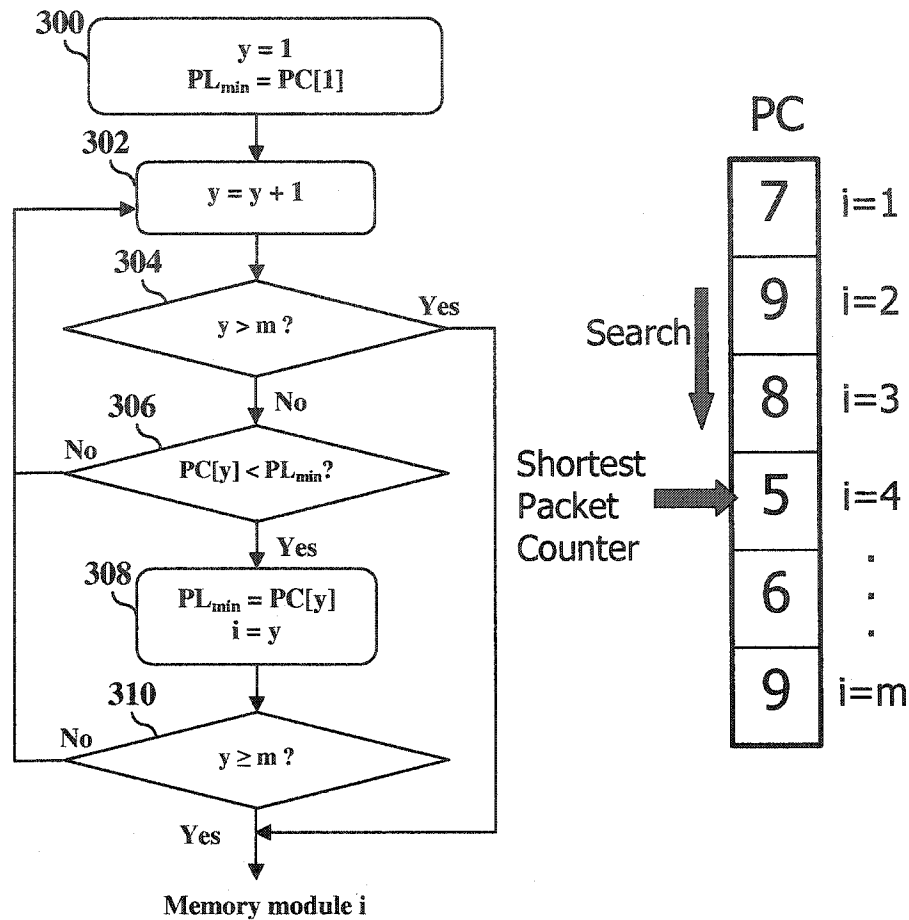 300
y = 1
PLmin = PC[1]
302
y = y + 1
304
y > m ?
Yes
No
306
No
PC[y] < PLmin?
Yes
308
PLmin = PC[y]
i = y
310
No
y ≥ m ?
Yes
Memory module i
PC
7 i=1
9 i=2
Search
8 i=3
Shortest
Packet
Counter
5 i=4
6
.
.
.
9 i=m